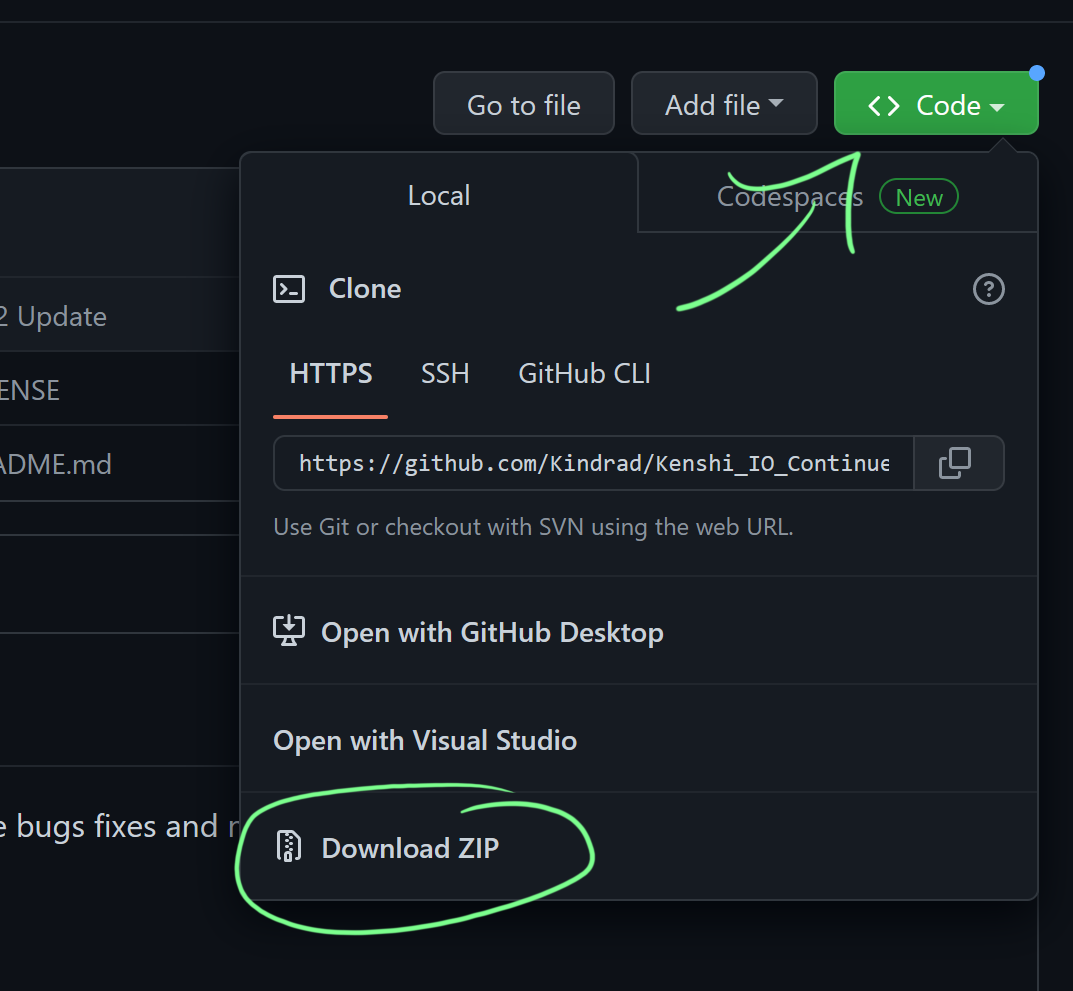 Go to file
Add file
Code
Local
Codespaces New
Clone
2 Update
HTTPS SSH GitHub CLI
ENSE
https://github.com/Kindrad/Kenshi_IO_Continue
ADME.md
Use Git or checkout with SVN using the web URL.
Open with GitHub Desktop
Open with Visual Studio
e bugs fixes and
Download ZIP